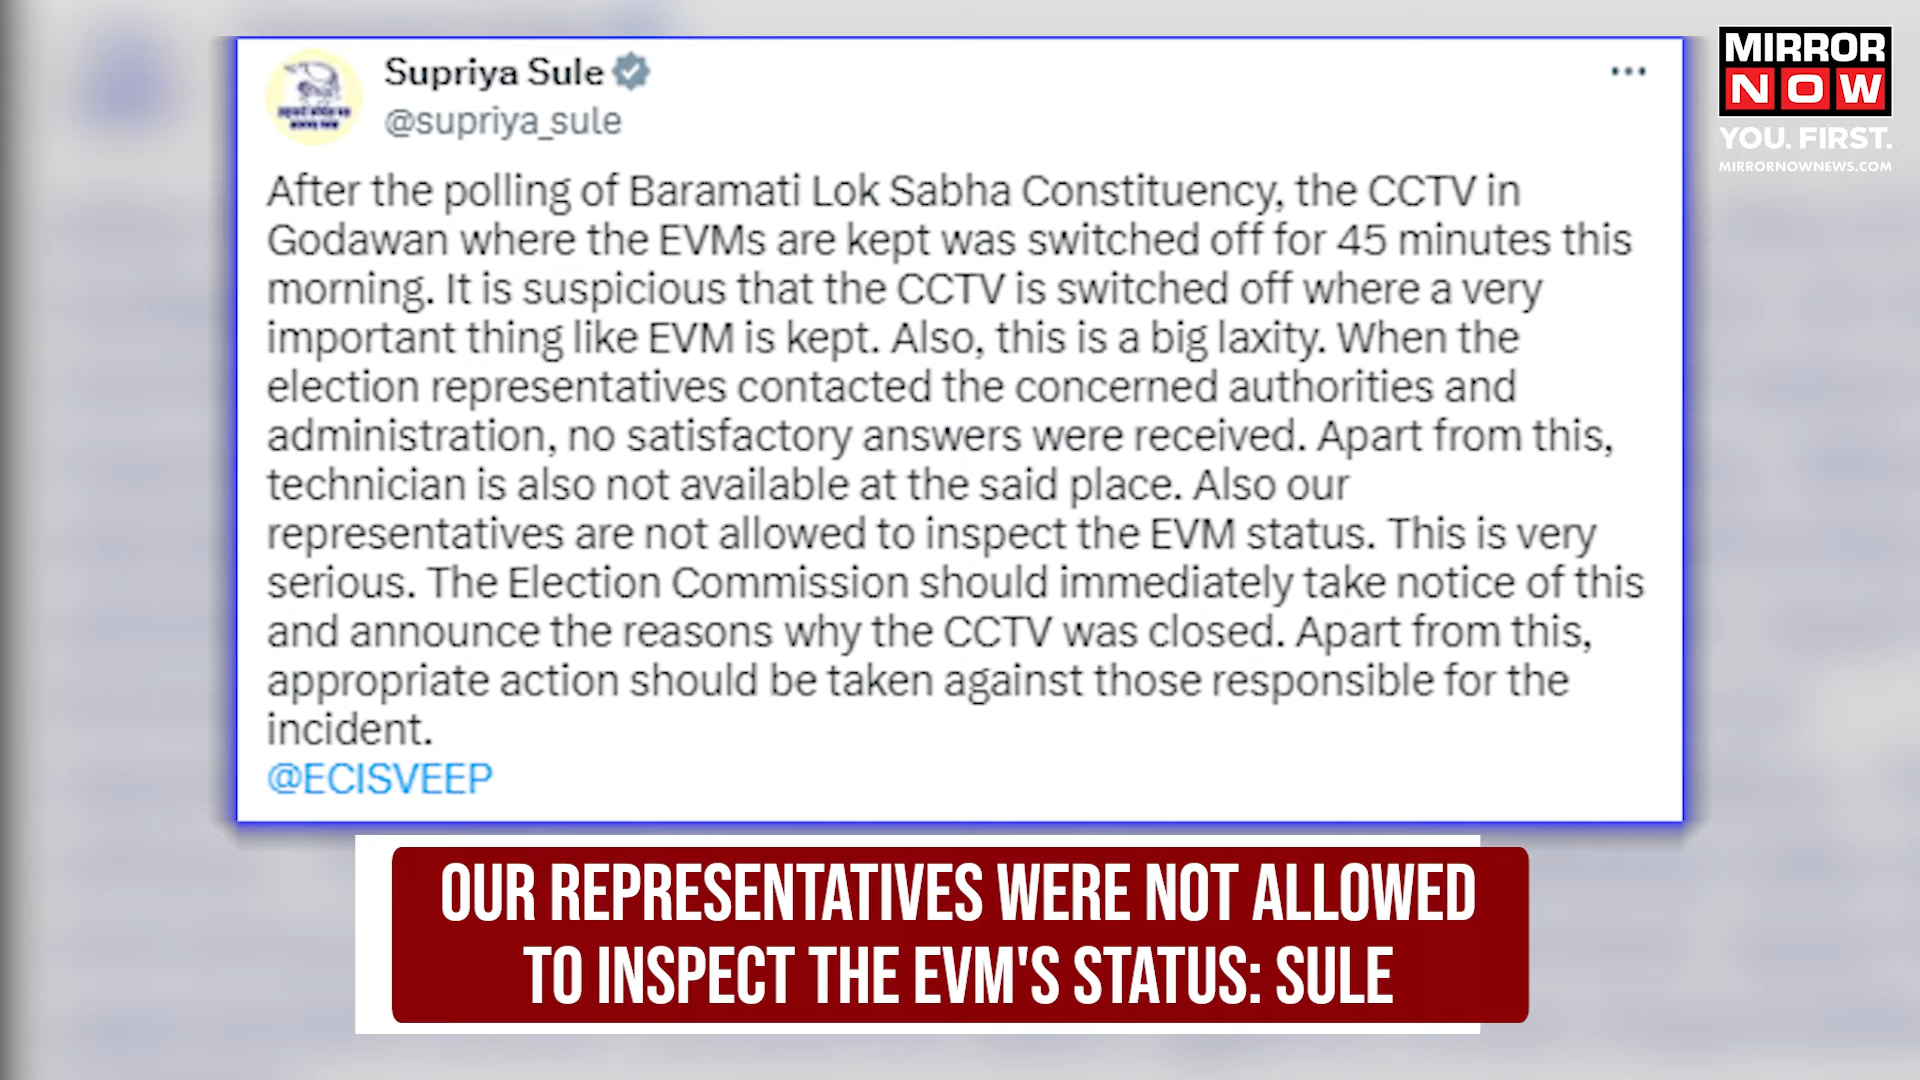 Supriya Sule
@supriya_sule
After the polling of Baramati Lok Sabha Constituency, the CCTV in
Godawan where the EVMs are kept was switched off for 45 minutes this
morning. It is suspicious that the CCTV is switched off where a very
important thing like EVM is kept. Also, this is a big laxity. When the
election representatives contacted the concerned authorities and
administration, no satisfactory answers were received. Apart from this,
technician is also not available at the said place. Also our
representatives are not allowed to inspect the EVM status. This is very
serious. The Election Commission should immediately take notice of this
and announce the reasons why the CCTV was closed. Apart from this,
appropriate action should be taken against those responsible for the
incident.
@ECISVEEP
OUR REPRESENTATIVES WERE NOT ALLOWED
TO INSPECT THE EVM'S STATUS: SULE
MIRROR
NOW
YOU. FIRST.
MIRRORNOWNEWS.COM